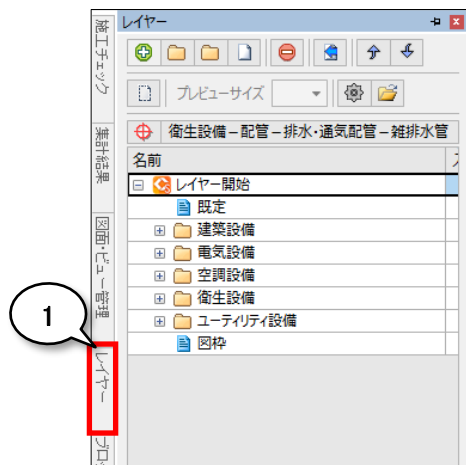 レイヤー
プレビューサイズ
衛生設備－配管－排水・通気配管－雑排水管
名前
レイヤー開始
既定
建築設備
電気設備
空調設備
衛生設備
ユーティリティ設備
図枠
施工チェック
集計結果
図面・ビュー管理
レイヤー
1